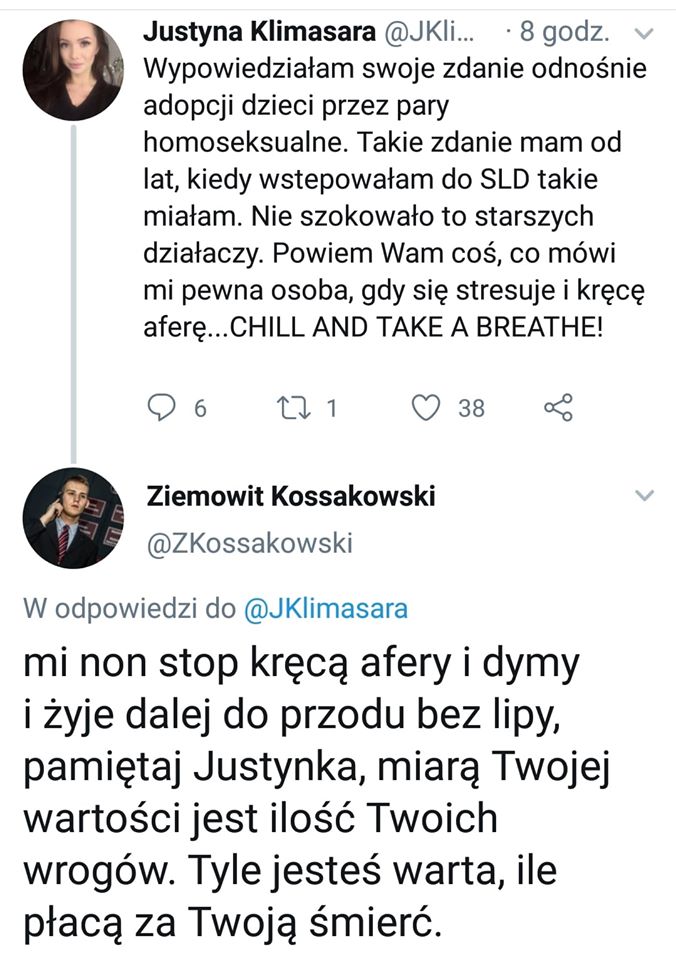 Justyna Klimasara @JKli... · 8 godz.
Wypowiedziałam swoje zdanie odnośnie
adopcji dzieci przez pary
homoseksualne. Takie zdanie mam od
lat, kiedy wstepowałam do SLD takie
miałam. Nie szokowało to starszych
działaczy. Powiem Wam coś, co mówi
mi pewna osoba, gdy się stresuje i kręcę
aferę...CHILL AND TAKE A BREATHE!
6 1 38
Ziemowit Kossakowski
@ZKossakowski
W odpowiedzi do @JKlimasara
mi non stop kręcą afery i dymy
i żyje dalej do przodu bez lipy,
pamiętaj Justynka, miarą Twojej
wartości jest ilość Twoich
wrogów. Tyle jesteś warta, ile
płacą za Twoją śmierć.